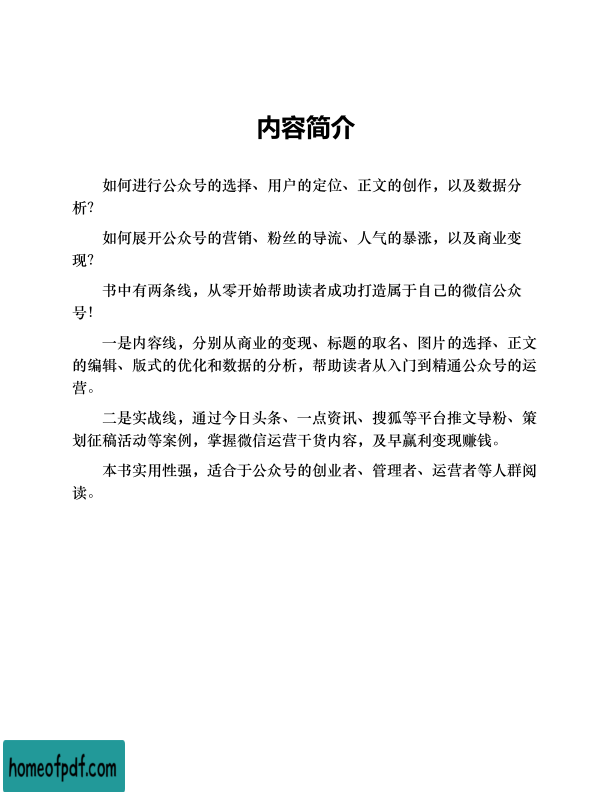 内容简介
如何进行公众号的选择、用户的定位、正文的创作，以及数据分
析？
如何展开公众号的营销、粉丝的导流、人气的暴涨，以及商业变
现？
书中有两条线，从零开始帮助读者成功打造属于自己的微信公众
号！
一是内容线，分别从商业的变现、标题的取名、图片的选择、正文
的编辑、版式的优化和数据的分析，帮助读者从入门到精通公众号的运
营。
二是实战线，通过今日头条、一点资讯、搜狐等平台推文导粉、策
划征稿活动等案例，掌握微信运营干货内容，及早赢利变现赚钱。
本书实用性强，适合于公众号的创业者、管理者、运营者等人群阅
读。
homeofpdf.com